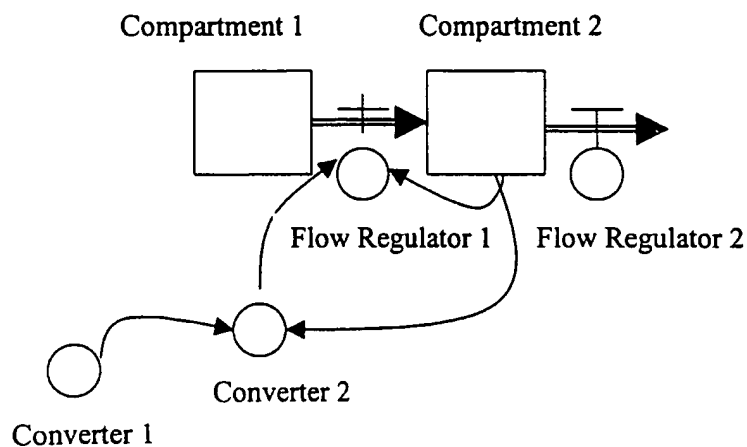 Compartment 1
Compartment 2
Flow Regulator 1
Flow Regulator 2
Converter 2
Converter 1